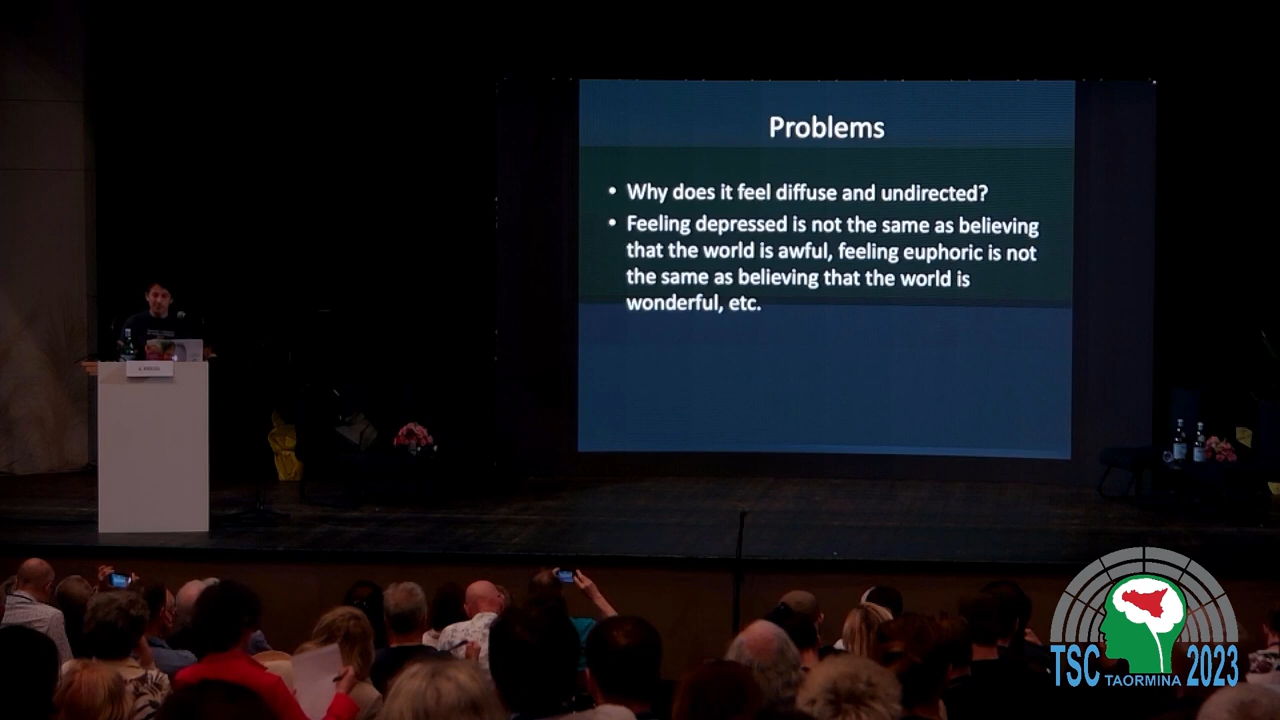 Problems
• Why does it feel diffuse and undirected?
• Feeling depressed is not the same as believing
that the world is awful, feeling euphoric is not
the same as believing that the world is
wonderful, etc.
TSC TAORMINA 2023